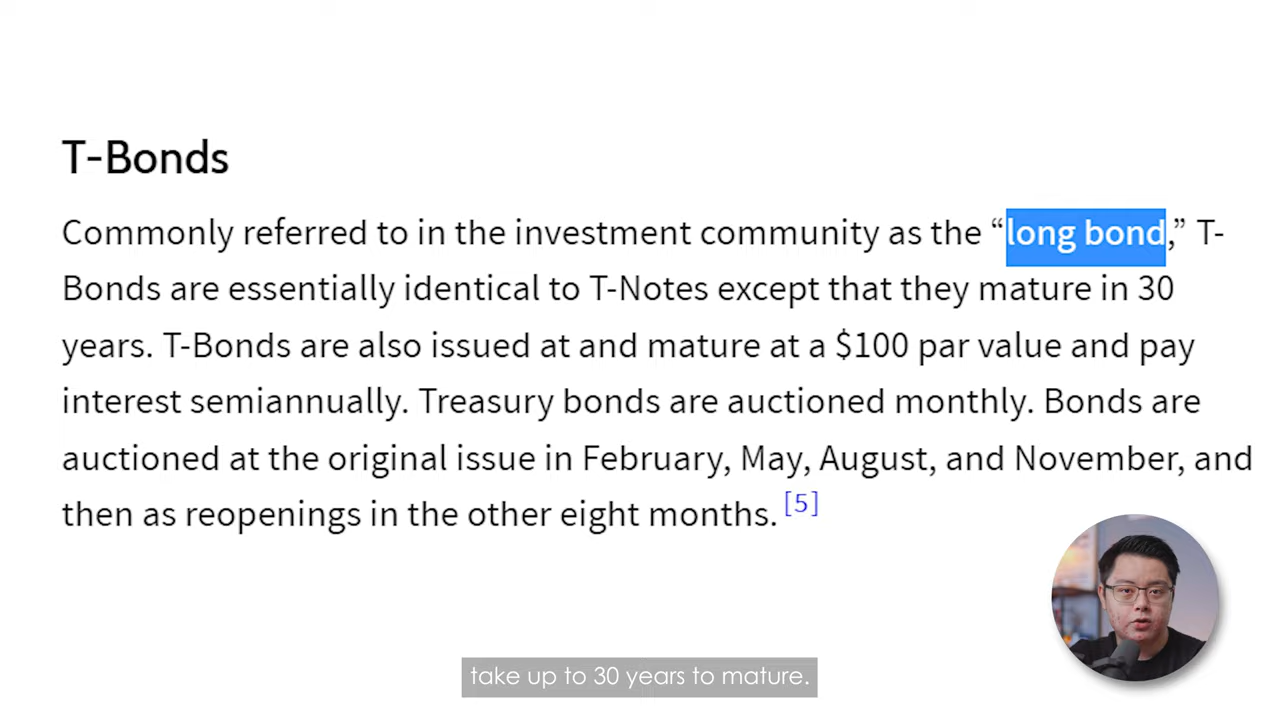 T-Bonds
Commonly referred to in the investment community as the “long bond,” T-
Bonds are essentially identical to T-Notes except that they mature in 30
years. T-Bonds are also issued at and mature at a $100 par value and pay
interest semiannually. Treasury bonds are auctioned monthly. Bonds are
auctioned at the original issue in February, May, August, and November, and
then as reopenings in the other eight months. [5]
take up to 30 years to mature.